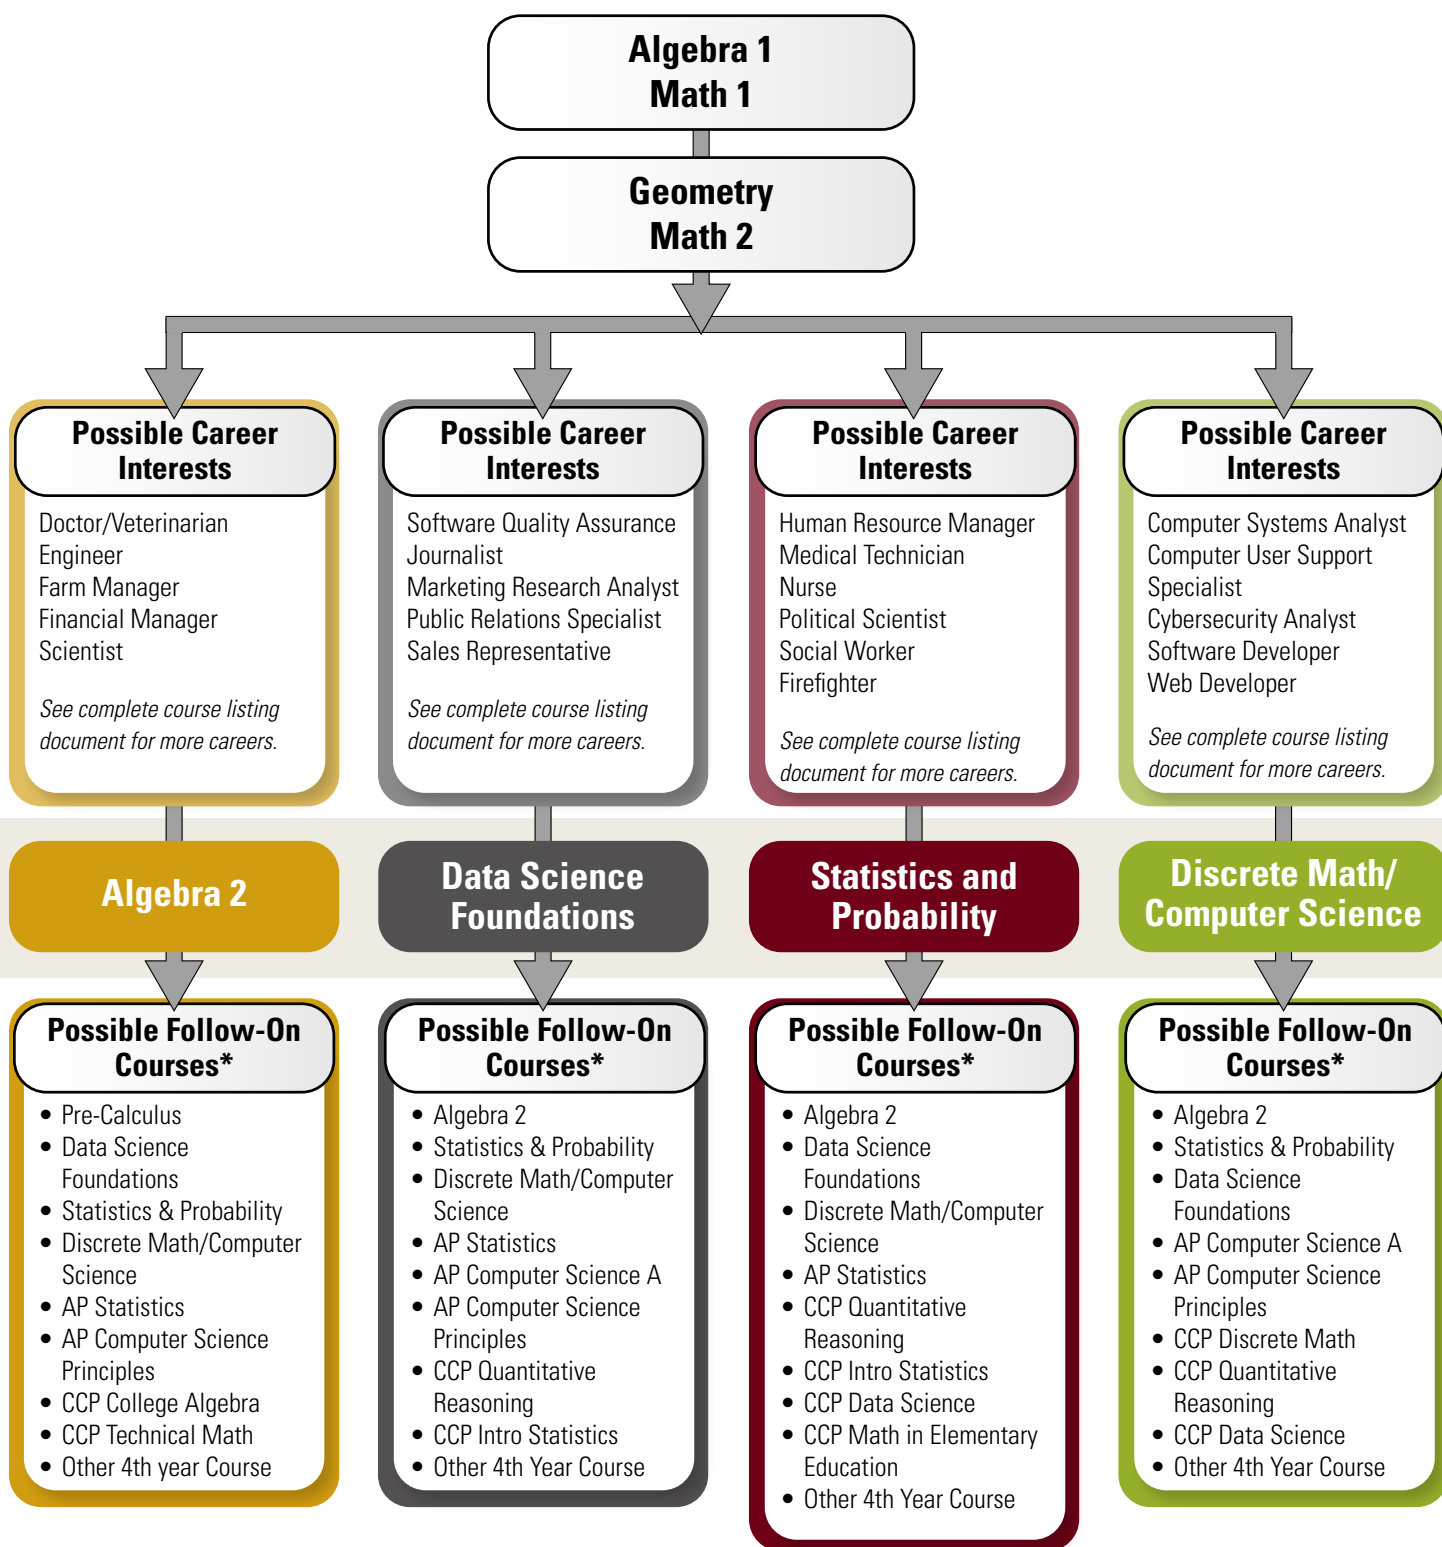 Algebra 1
Math 1
Geometry
Math 2
Possible Career
Interests
Doctor/Veterinarian
Engineer
Farm Manager
Financial Manager
Scientist
See complete course listing
document for more careers.
Possible Career
Interests
Software Quality Assurance
Journalist
Marketing Research Analyst
Public Relations Specialist
Sales Representative
See complete course listing
document for more careers.
Possible Career
Interests
Human Resource Manager
Medical Technician
Nurse
Political Scientist
Social Worker
Firefighter
See complete course listing
document for more careers.
Possible Career
Interests
Computer Systems Analyst
Computer User Support
Specialist
Cybersecurity Analyst
Software Developer
Web Developer
See complete course listing
document for more careers.
Algebra 2
Data Science
Foundations
Statistics and
Probability
Discrete Math/
Computer Science
Possible Follow-On
Courses*
• Pre-Calculus
• Data Science
Foundations
• Statistics & Probability
• Discrete Math/Computer
Science
• AP Statistics
• AP Computer Science
Principles
• CCP College Algebra
• CCP Technical Math
• Other 4th year Course
Possible Follow-On
Courses*
• Algebra 2
• Statistics & Probability
• Discrete Math/Computer
Science
• AP Statistics
• AP Computer Science A
• AP Computer Science
Principles
• CCP Quantitative
Reasoning
• CCP Intro Statistics
• Other 4th Year Course
Possible Follow-On
Courses*
• Algebra 2
• Data Science
Foundations
• Discrete Math/Computer
Science
• AP Statistics
• CCP Quantitative
Reasoning
• CCP Intro Statistics
• CCP Data Science
• CCP Math in Elementary
Education
• Other 4th Year Course
Possible Follow-On
Courses*
• Algebra 2
• Statistics & Probability
• Data Science
Foundations
• AP Computer Science A
• AP Computer Science
Principles
• CCP Discrete Math
• CCP Quantitative
Reasoning
• CCP Data Science
• Other 4th Year Course